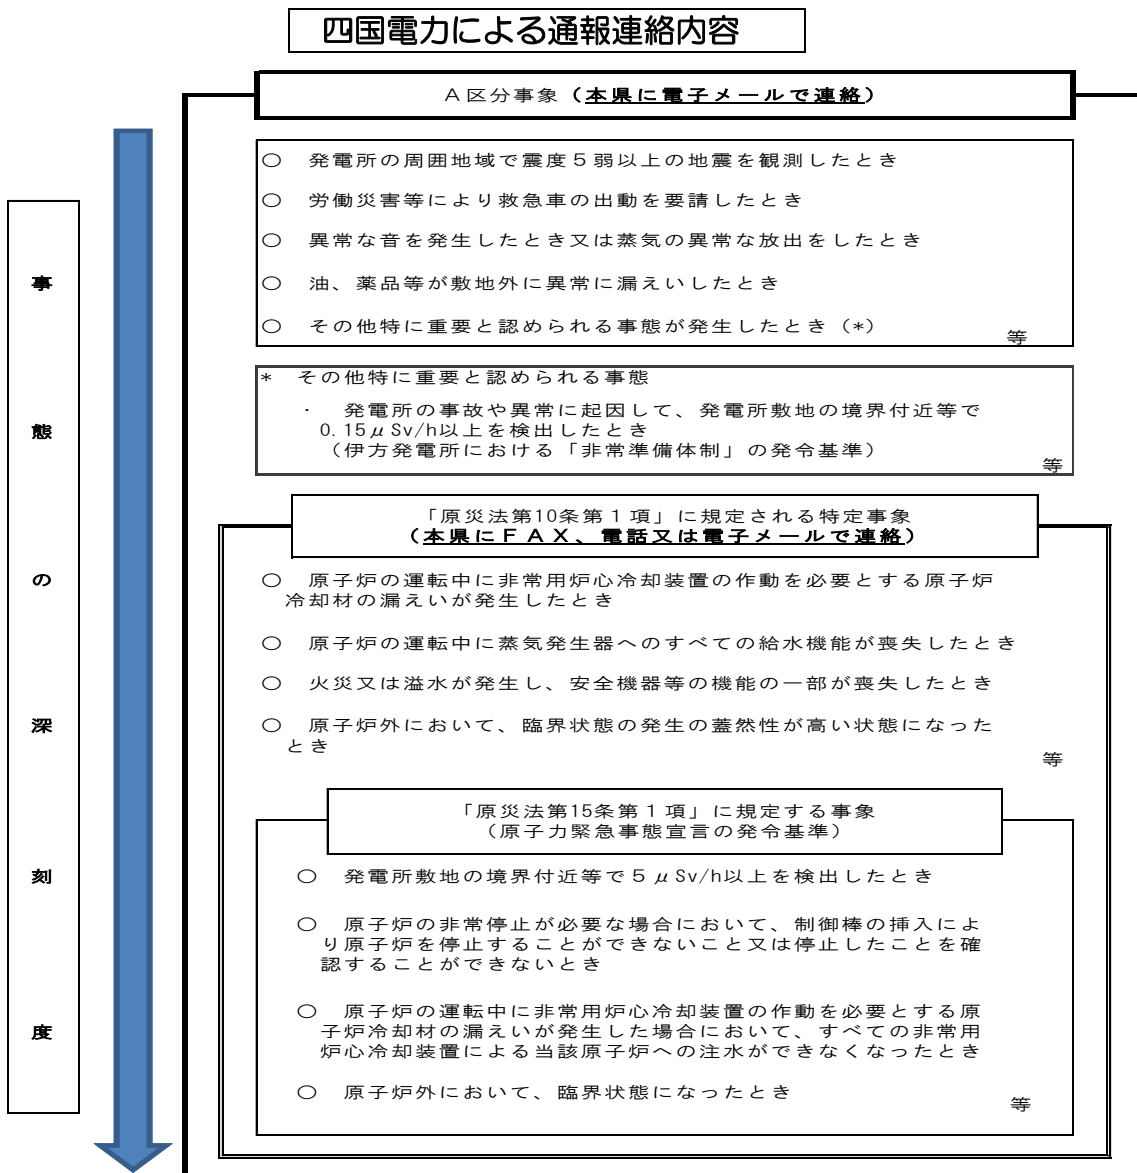 四国電力による通報連絡内容
A区分事象（本県に電子メールで連絡）
○ 発電所の周囲地域で震度５弱以上の地震を観測したとき
○ 労働災害等により救急車の出動を要請したとき
○ 異常な音を発生したとき又は蒸気の異常な放出をしたとき
○ 油、薬品等が敷地外に異常に漏えいしたとき
○ その他特に重要と認められる事態が発生したとき（*）
等
* その他特に重要と認められる事態
・ 発電所の事故や異常に起因して、発電所敷地の境界付近等で
0.15μSv/h以上を検出したとき
（伊方発電所における「非常準備体制」の発令基準）
等
「原災法第10条第１項」に規定される特定事象
（本県にＦＡＸ、電話又は電子メールで連絡）
○ 原子炉の運転中に非常用炉心冷却装置の作動を必要とする原子炉
冷却材の漏えいが発生したとき
○ 原子炉の運転中に蒸気発生器へのすべての給水機能が喪失したとき
○ 火災又は溢水が発生し、安全機器等の機能の一部が喪失したとき
○ 原子炉外において、臨界状態の発生の蓋然性が高い状態になった
とき
等
「原災法第15条第１項」に規定する事象
（原子力緊急事態宣言の発令基準）
○ 発電所敷地の境界付近等で５μSv/h以上を検出したとき
○ 原子炉の非常停止が必要な場合において、制御棒の挿入によ
り原子炉を停止することができないこと又は停止したことを確
認することができないとき
○ 原子炉の運転中に非常用炉心冷却装置の作動を必要とする原
子炉冷却材の漏えいが発生した場合において、すべての非常用
炉心冷却装置による当該原子炉への注水ができなくなったとき
○ 原子炉外において、臨界状態になったとき
等
事態の深刻度